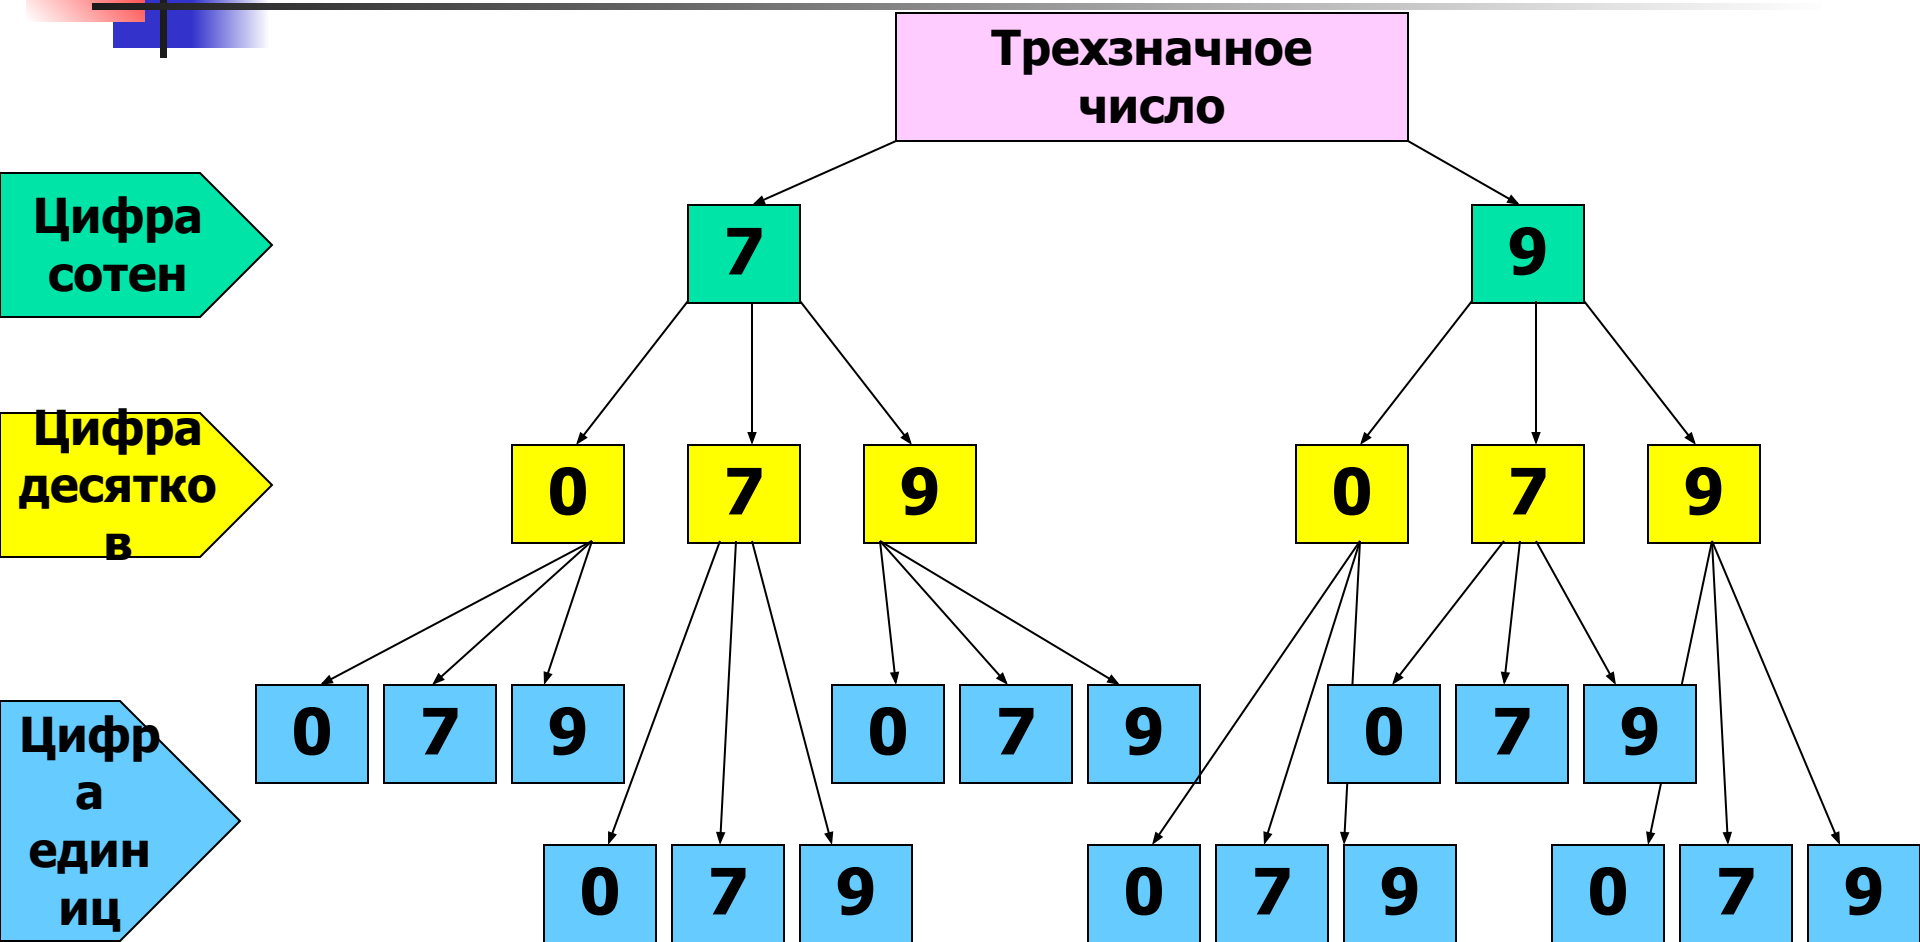 Трехзначное
число
Цифра
сотен
7 9
Цифра
десятко
в
0 7 9 0 7 9
Цифр
а
един
иц
0 7 9 0 7 9 0 7 9
0 7 9 0 7 9 0 7 9